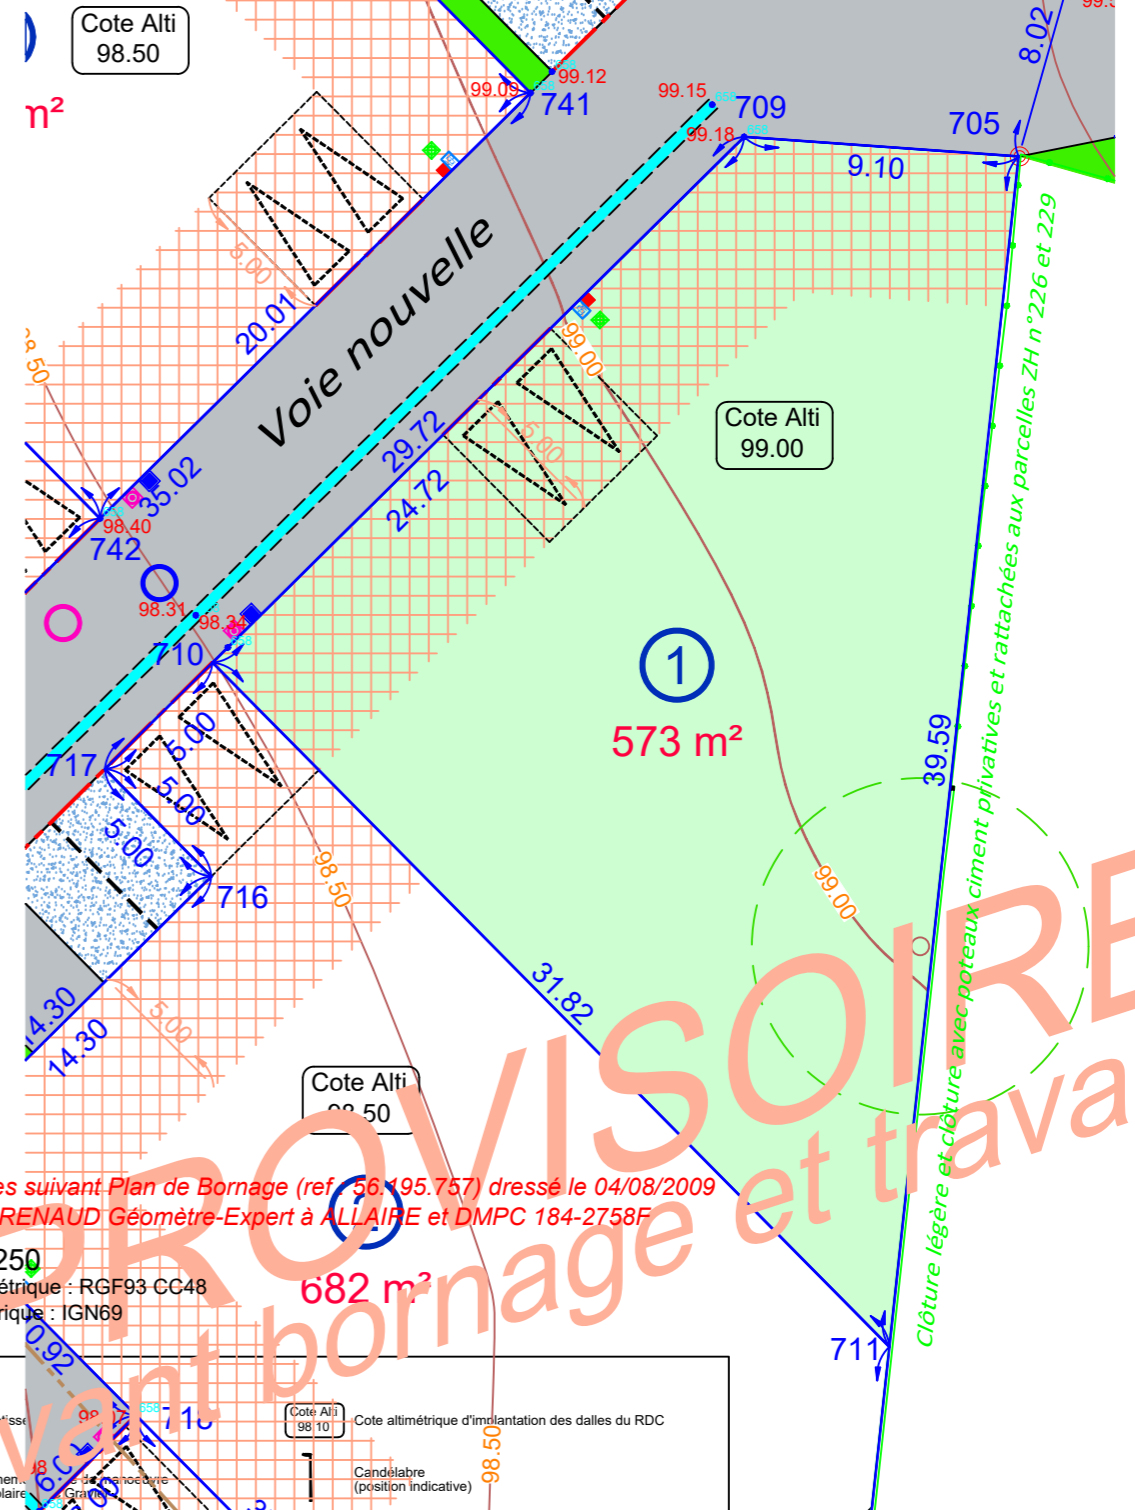 Cote Alti
98.50
m²
99.09
99.12
741
99.15
709
99.18
705
8.02
9.10
5.00
20.01
Voie nouvelle
99.00
29.72
24.72
5.00
Cote Alti
99.00
35.02
98.40
742
98.31
98.34
710
1
573 m²
39.59
Clôture légère et clôture avec poteaux ciment privatives et rattachées aux parcelles ZH n°226 et 229
717
5.00
5.00
5.00
716
98.50
99.00
31.82
14.30
14.30
5.00
Cote Alti
98.50
PROVISOIRE
avant bornage et trava
es suivant Plan de Bornage (ref : 56.195.757) dressé le 04/08/2009
RENAUD Géomètre-Expert à ALLAIRE et DMPC 184-2758F
2
682 m²
250
étrique : RGF93 CC48
rique : IGN69
711
0.92
Cote Alti
98.10
Cote altimétrique d'implantation des dalles du RDC
Candélabre
(position indicative)
98.50